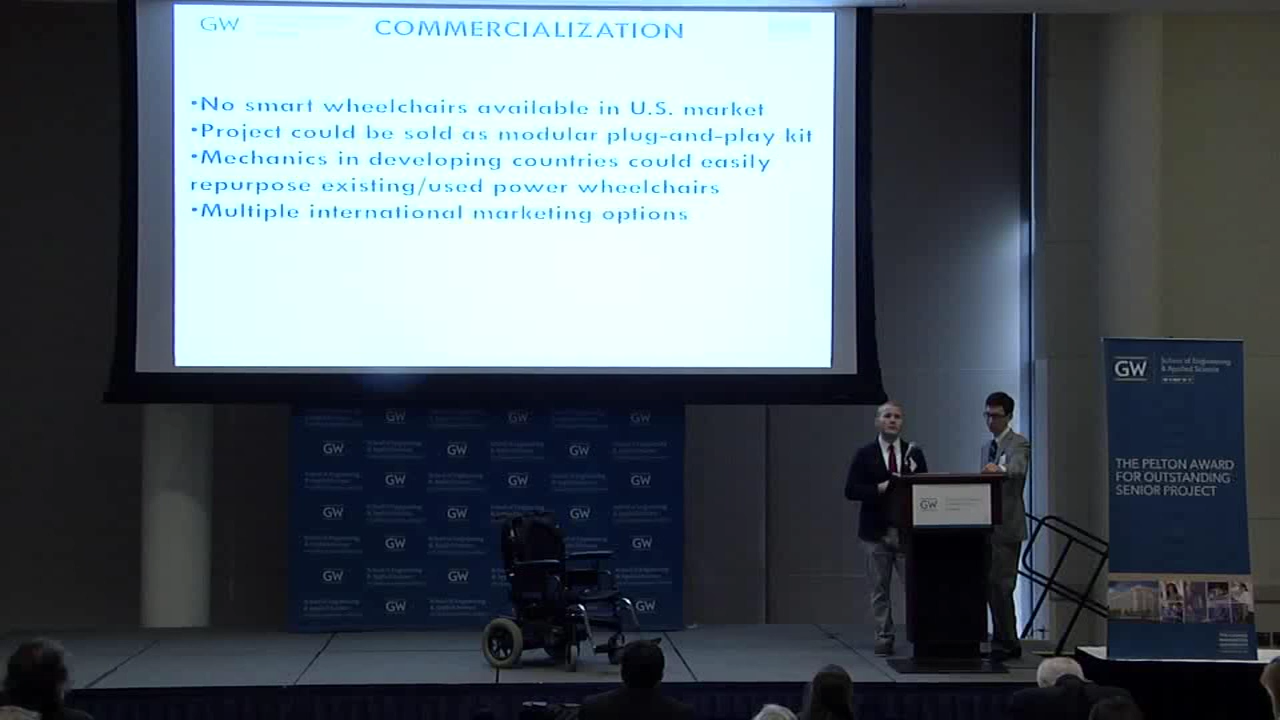 GW
COMMERCIALIZATION
•No smart wheelchairs available in U.S. market
•Project could be sold as modular plug-and-play kit
•Mechanics in developing countries could easily
repurpose existing/used power wheelchairs
•Multiple international marketing options
GW
School of Engineering
& Applied Science
THE PELTON AWARD
FOR OUTSTANDING
SENIOR PROJECT
GW
GW